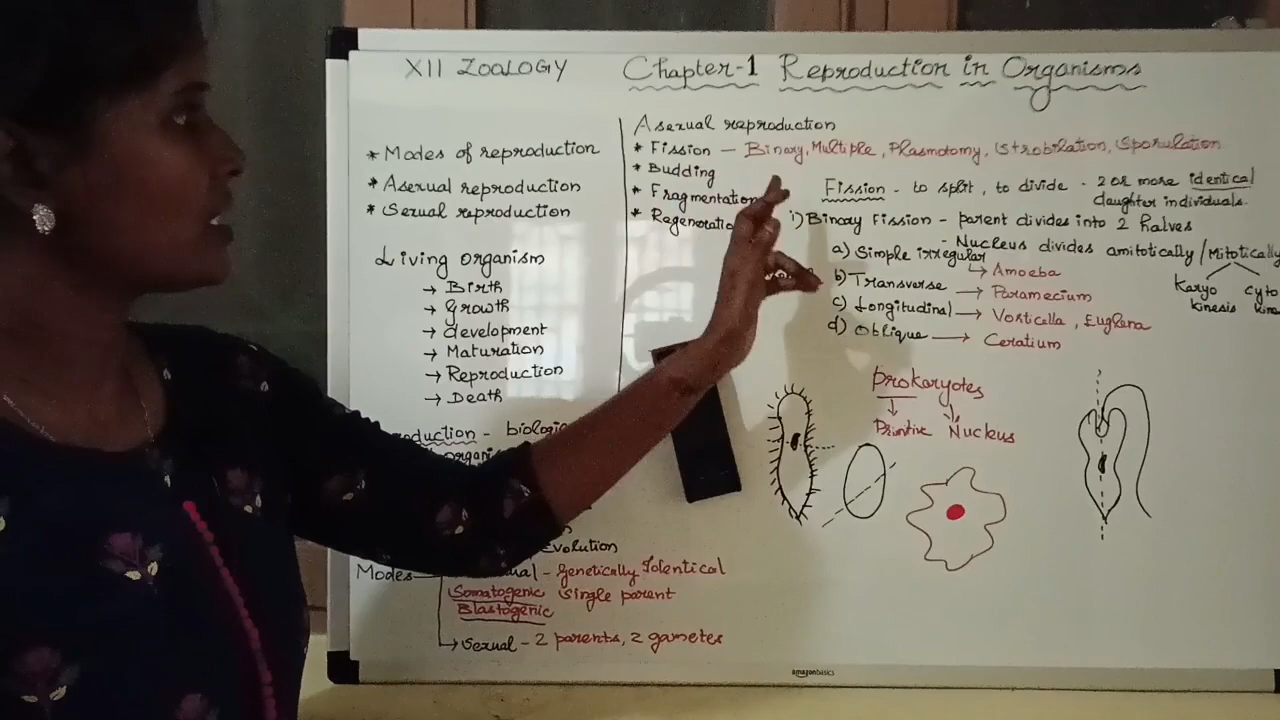 XII ZOOLOGY
Chapter-1 Reproduction in Organisms
* Modes of reproduction
* Asexual reproduction
* Sexual reproduction
Living organism
→ Birth
→ Growth
→ development
→ Maturation
→ Reproduction
→ Death
Evolution
Modes
Genetically Identical
Somatogenic Single parent
Blastogenic
→ Sexual - 2 parents, 2 gametes
Asexual reproduction
* Fission - Binary, Multiple, Plasmotomy, Strobilation, Sporulation
* Budding
* Fragmentation
* Regeneratio
Fission - to split, to divide - 2 or more identical
daughter individuals.
i) Binary Fission - parent divides into 2 halves
- Nucleus divides amitotically / Mitotically
a) Simple irregular
→ Amoeba
Karyo kinesis
Cyto
b) Transverse → Paramecium
c) Longitudinal → Vorticella, Euglena
d) Oblique → Ceratium
prokaryotes
Primitive Nucleus
amazonbasics